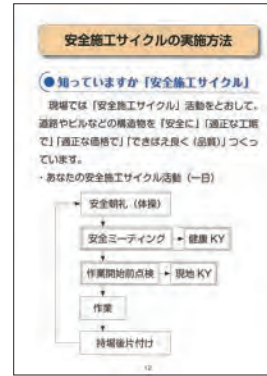 安全施工サイクルの実施方法
●知っていますか「安全施工サイクル」
現場では「安全施工サイクル」活動をとおして、
道路やビルなどの構造物を「安全に」「適正な工期
で」「適正な価格で」「できばえ良く(品質)」つくっ
ています。
・あなたの安全施工サイクル活動(一日)
安全朝礼(体操)
安全ミーティング 健康 KY
作業開始前点検 現地 KY
作業
持場後片付け
12